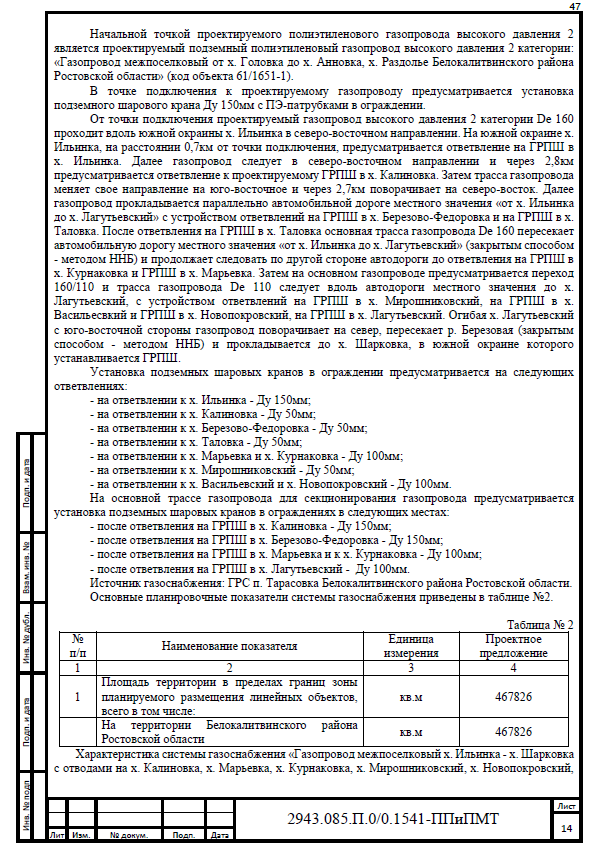 47
Начальной точкой проектируемого полиэтиленового газопровода высокого давления 2
является проектируемый подземный полиэтиленовый газопровод высокого давления 2 категории:
«Газопровод межпоселковый от х. Головка до х. Анновка, х. Раздолье Белокалитвинского района
Ростовской области» (код объекта 61/1651-1).
В точке подключения к проектируемому газопроводу предусматривается установка
подземного шарового крана Ду 150мм с ПЭ-патрубками в ограждении.
От точки подключения проектируемый газопровод высокого давления 2 категории De 160
проходит вдоль южной окраины х. Ильинка в северо-восточном направлении. На южной окраине х.
Ильинка, на расстоянии 0,7км от точки подключения, предусматривается ответвление на ГРПШ в
х. Ильинка. Далее газопровод следует в северо-восточном направлении и через 2,8км
предусматривается ответвление к проектируемому ГРПШ в х. Калиновка. Затем трасса газопровода
меняет свое направление на юго-восточное и через 2,7км поворачивает на северо-восток. Далее
газопровод прокладывается параллельно автомобильной дороге местного значения «от х. Ильинка
до х. Лагутьевский» с устройством ответвлений на ГРПШ в х. Березово-Федоровка и на ГРПШ в х.
Таловка. После ответвления на ГРПШ в х. Таловка основная трасса газопровода De 160 пересекает
автомобильную дорогу местного значения «от х. Ильинка до х. Лагутьевский» (закрытым способом
- методом ННБ) и продолжает следовать по другой стороне автодороги до ответвления на ГРПШ в
х. Курнаковка и ГРПШ в х. Марьевка. Затем на основном газопроводе предусматривается переход
160/110 и трасса газопровода De 110 следует вдоль автодороги местного значения до х.
Лагутьевский, с устройством ответвлений на ГРПШ в х. Мирошниковский, на ГРПШ в х.
Васильесвкий и ГРПШ в х. Новопокровский, на ГРПШ в х. Лагутьевский. Огибая х. Лагутьевский
с юго-восточной стороны газопровод поворачивает на север, пересекает р. Березовая (закрытым
способом - методом ННБ) и прокладывается до х. Шарковка, в южной окраине которого
устанавливается ГРПШ.
Установка подземных шаровых кранов в ограждении предусматривается на следующих
ответвлениях:
- на ответвлении к х. Ильинка - Ду 150мм;
- на ответвлении к х. Калиновка - Ду 50мм;
- на ответвлении к х. Березово-Федоровка - Ду 50мм;
- на ответвлении к х. Таловка - Ду 50мм;
- на ответвлении к х. Марьевка и х. Курнаковка - Ду 100мм;
- на ответвлении к х. Мирошниковский - Ду 50мм;
- на ответвлении к х. Васильевский и х. Новопокровский - Ду 100мм.
На основной трассе газопровода для секционирования газопровода предусматривается
установка подземных шаровых кранов в ограждениях в следующих местах:
- после ответвления на ГРПШ в х. Калиновка - Ду 150мм;
- после ответвления на ГРПШ в х. Березово-Федоровка - Ду 150мм;
- после ответвления на ГРПШ в х. Марьевка и к х. Курнаковка - Ду 100мм;
- после ответвления на ГРПШ в х. Лагутьевский - Ду 100мм.
Источник газоснабжения: ГРС п. Тарасовка Белокалитвинского района Ростовской области.
Основные планировочные показатели системы газоснабжения приведены в таблице №2.
Таблица № 2
№ п/п Наименование показателя Единица измерения Проектное предложение
1 2 3 4
1 Площадь территории в пределах границ зоны
планируемого размещения линейных объектов, кв.м 467826
всего в том числе:
На территории Белокалитвинского района
Ростовской области кв.м 467826
Характеристика системы газоснабжения «Газопровод межпоселковый х. Ильинка - х. Шарковка
с отводами на х. Калиновка, х. Марьевка, х. Курнаковка, х. Мирошниковский, х. Новопокровский,
Подп. и дата
Взам. инв. №
Инв. № дубл.
Подп. и дата
Инв. № подп
Лит Изм. № докум. Подп. Дата
2943.085.П.0/0.1541-ППиПМТ
Лист
14